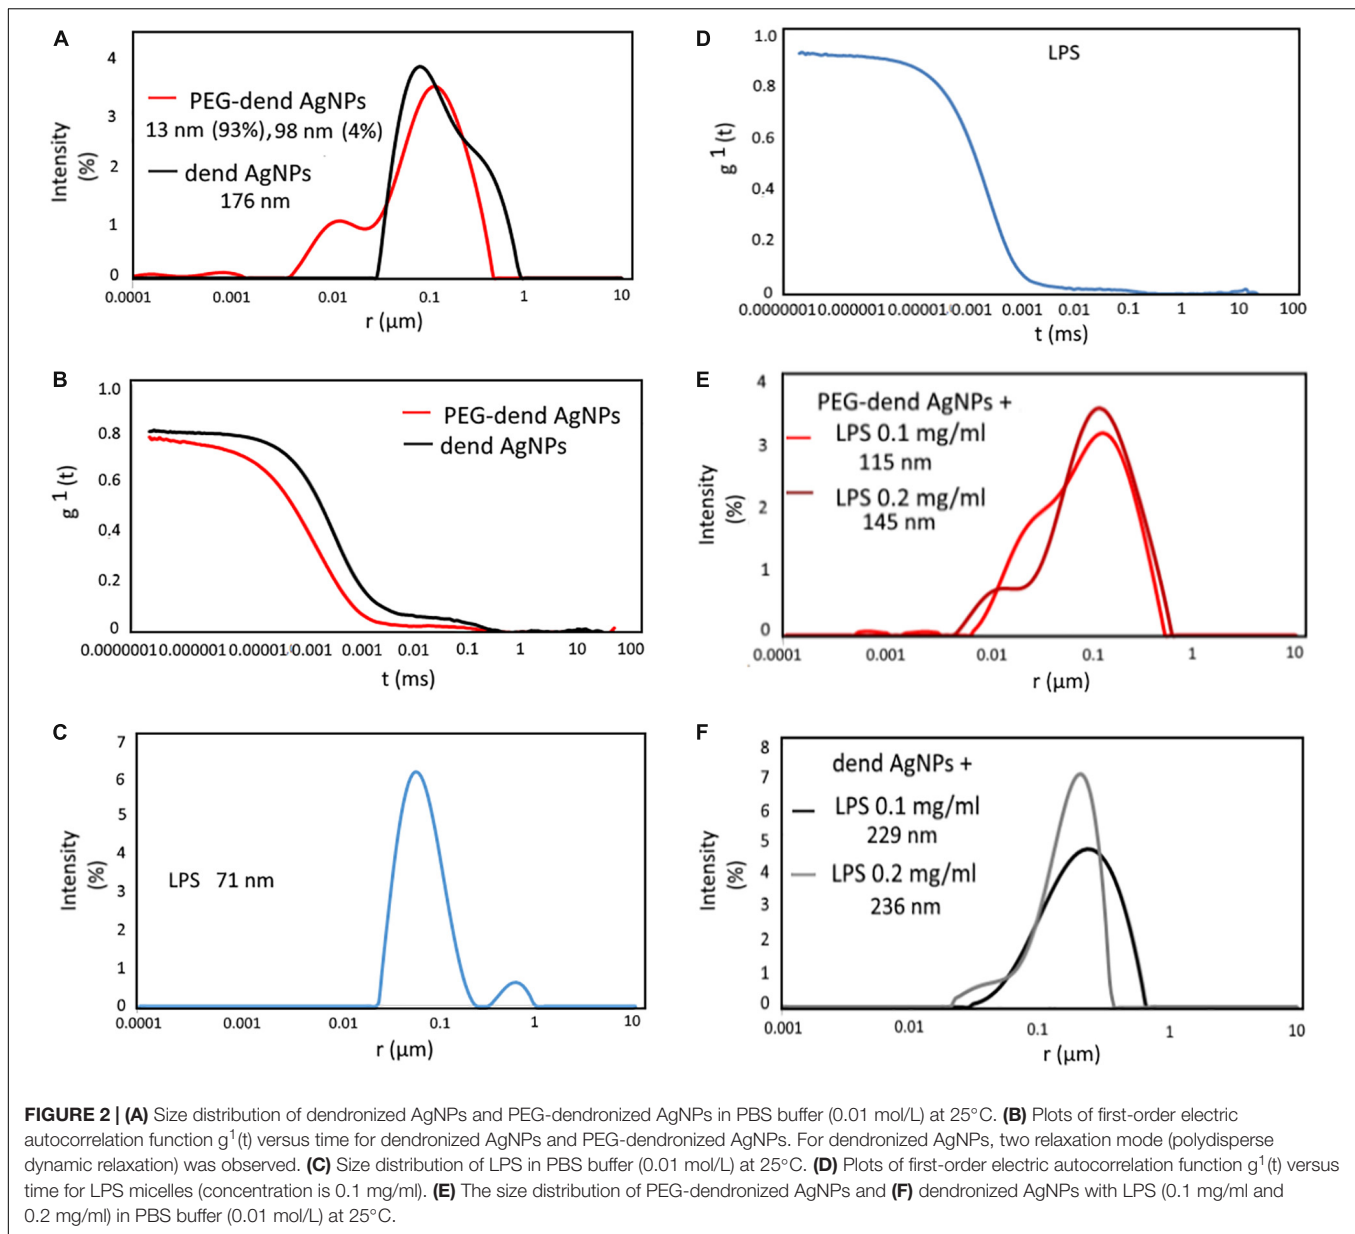 A
4
3
2
1
0
Intensity
(%)
PEG-dend AgNPs
13 nm (93%), 98 nm (4%)
dend AgNPs
176 nm
0.0001 0.001 0.01 0.1 1 10
r (µm)
D
1.0
0.8
0.6
0.4
0.2
0
g¹(t)
LPS
0.0000001 0.000001 0.00001 0.001 0.001 0.01 0.1 1 10 100
t (ms)
B
1.0
0.8
0.6
0.4
0.2
0
g¹(t)
PEG-dend AgNPs
dend AgNPs
0.0000001 0.000001 0.00001 0.001 0.001 0.01 0.1 1 10 100
t (ms)
E
4
3
2
1
0
Intensity
(%)
PEG-dend AgNPs +
LPS 0.1 mg/ml
115 nm
LPS 0.2 mg/ml
145 nm
0.0001 0.001 0.01 0.1 1 10
r (µm)
C
7
6
5
4
3
2
1
0
Intensity
(%)
LPS 71 nm
0.0001 0.001 0.01 0.1 1 10
r (µm)
F
8
7
6
5
4
3
2
1
0
Intensity
(%)
dend AgNPs +
LPS 0.1 mg/ml
229 nm
LPS 0.2 mg/ml
236 nm
0.001 0.01 0.1 1 10
r (µm)
FIGURE 2 | (A) Size distribution of dendronized AgNPs and PEG-dendronized AgNPs in PBS buffer (0.01 mol/L) at 25°C. (B) Plots of first-order electric
autocorrelation function g¹(t) versus time for dendronized AgNPs and PEG-dendronized AgNPs. For dendronized AgNPs, two relaxation mode (polydisperse
dynamic relaxation) was observed. (C) Size distribution of LPS in PBS buffer (0.01 mol/L) at 25°C. (D) Plots of first-order electric autocorrelation function g¹(t) versus
time for LPS micelles (concentration is 0.1 mg/ml). (E) The size distribution of PEG-dendronized AgNPs and (F) dendronized AgNPs with LPS (0.1 mg/ml and
0.2 mg/ml) in PBS buffer (0.01 mol/L) at 25°C.